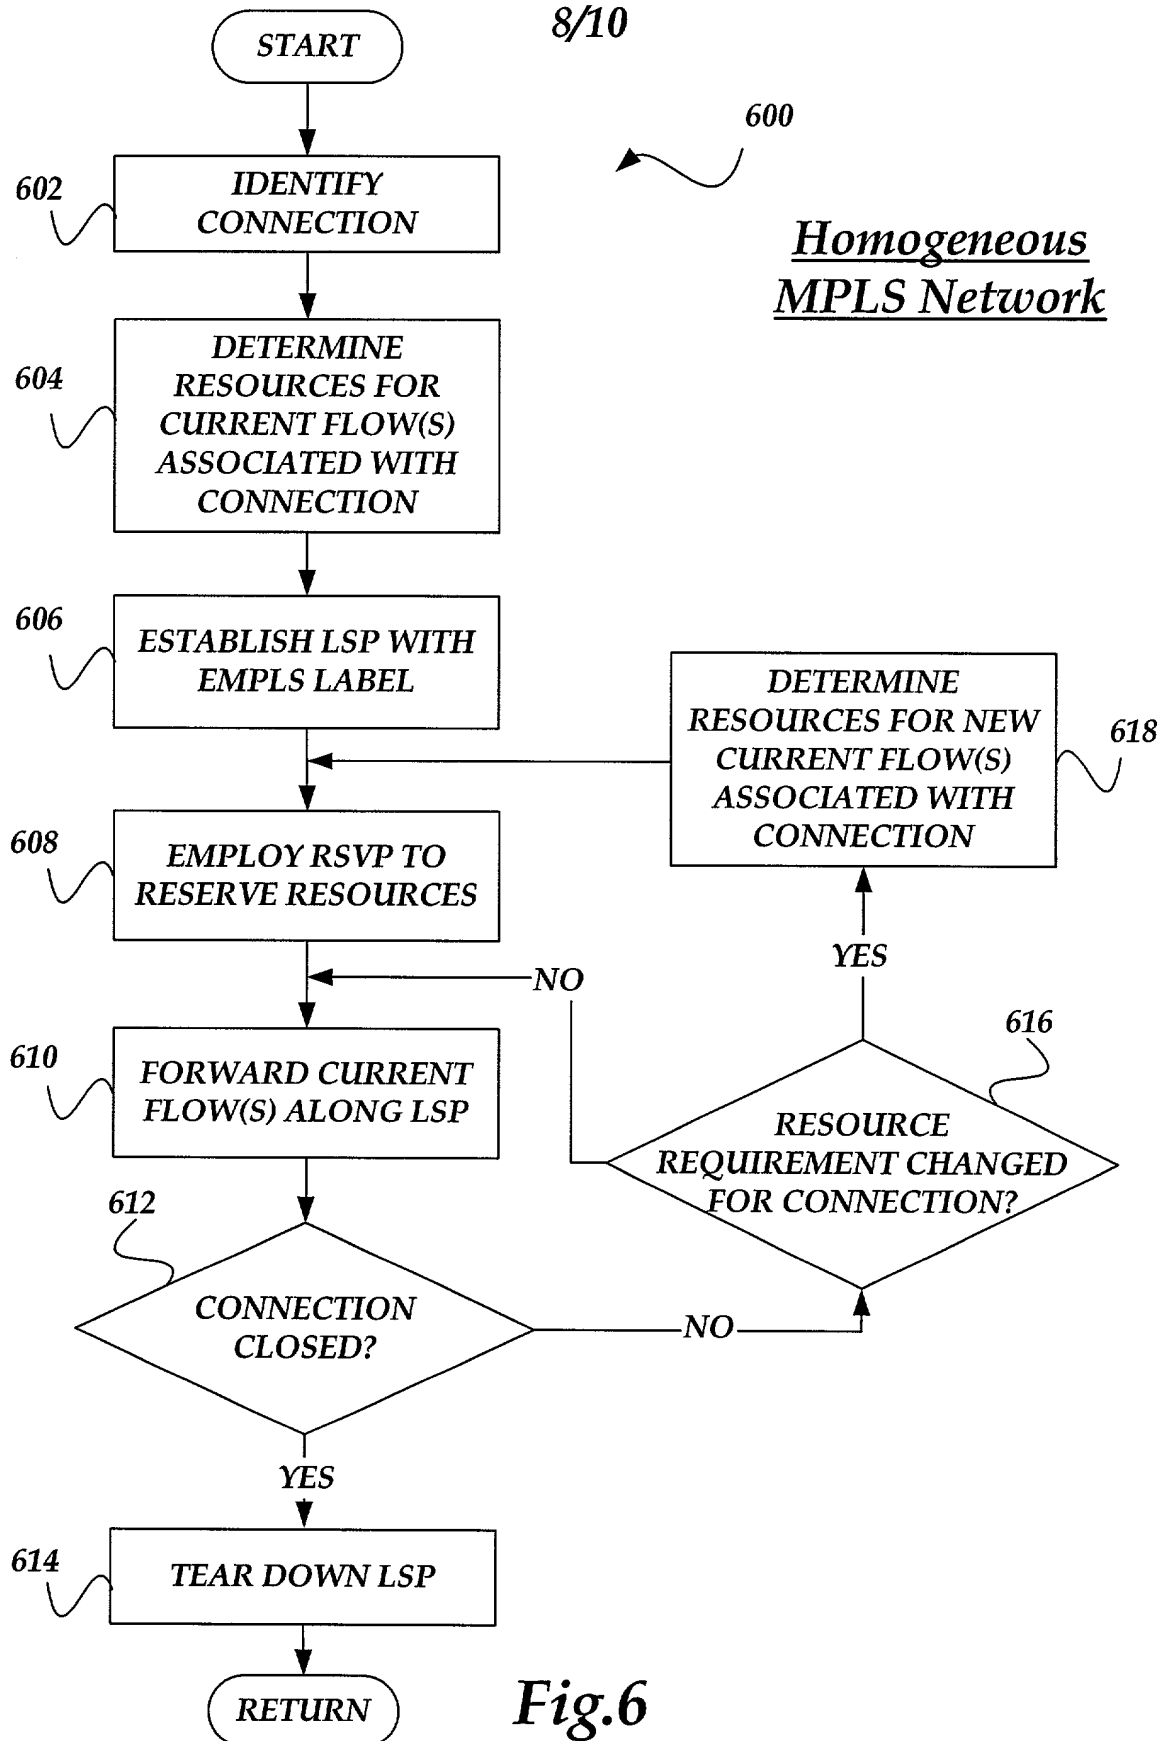 8/10
START
600
602
IDENTIFY
CONNECTION
Homogeneous
MPLS Network
604
DETERMINE
RESOURCES FOR
CURRENT FLOW(S)
ASSOCIATED WITH
CONNECTION
606
ESTABLISH LSP WITH
EMPLS LABEL
DETERMINE
RESOURCES FOR NEW
CURRENT FLOW(S)
ASSOCIATED WITH
CONNECTION
618
608
EMPLOY RSVP TO
RESERVE RESOURCES
YES
NO
616
610
FORWARD CURRENT
FLOW(S) ALONG LSP
RESOURCE
REQUIREMENT CHANGED
FOR CONNECTION?
612
CONNECTION
CLOSED?
NO
YES
614
TEAR DOWN LSP
RETURN
Fig.6